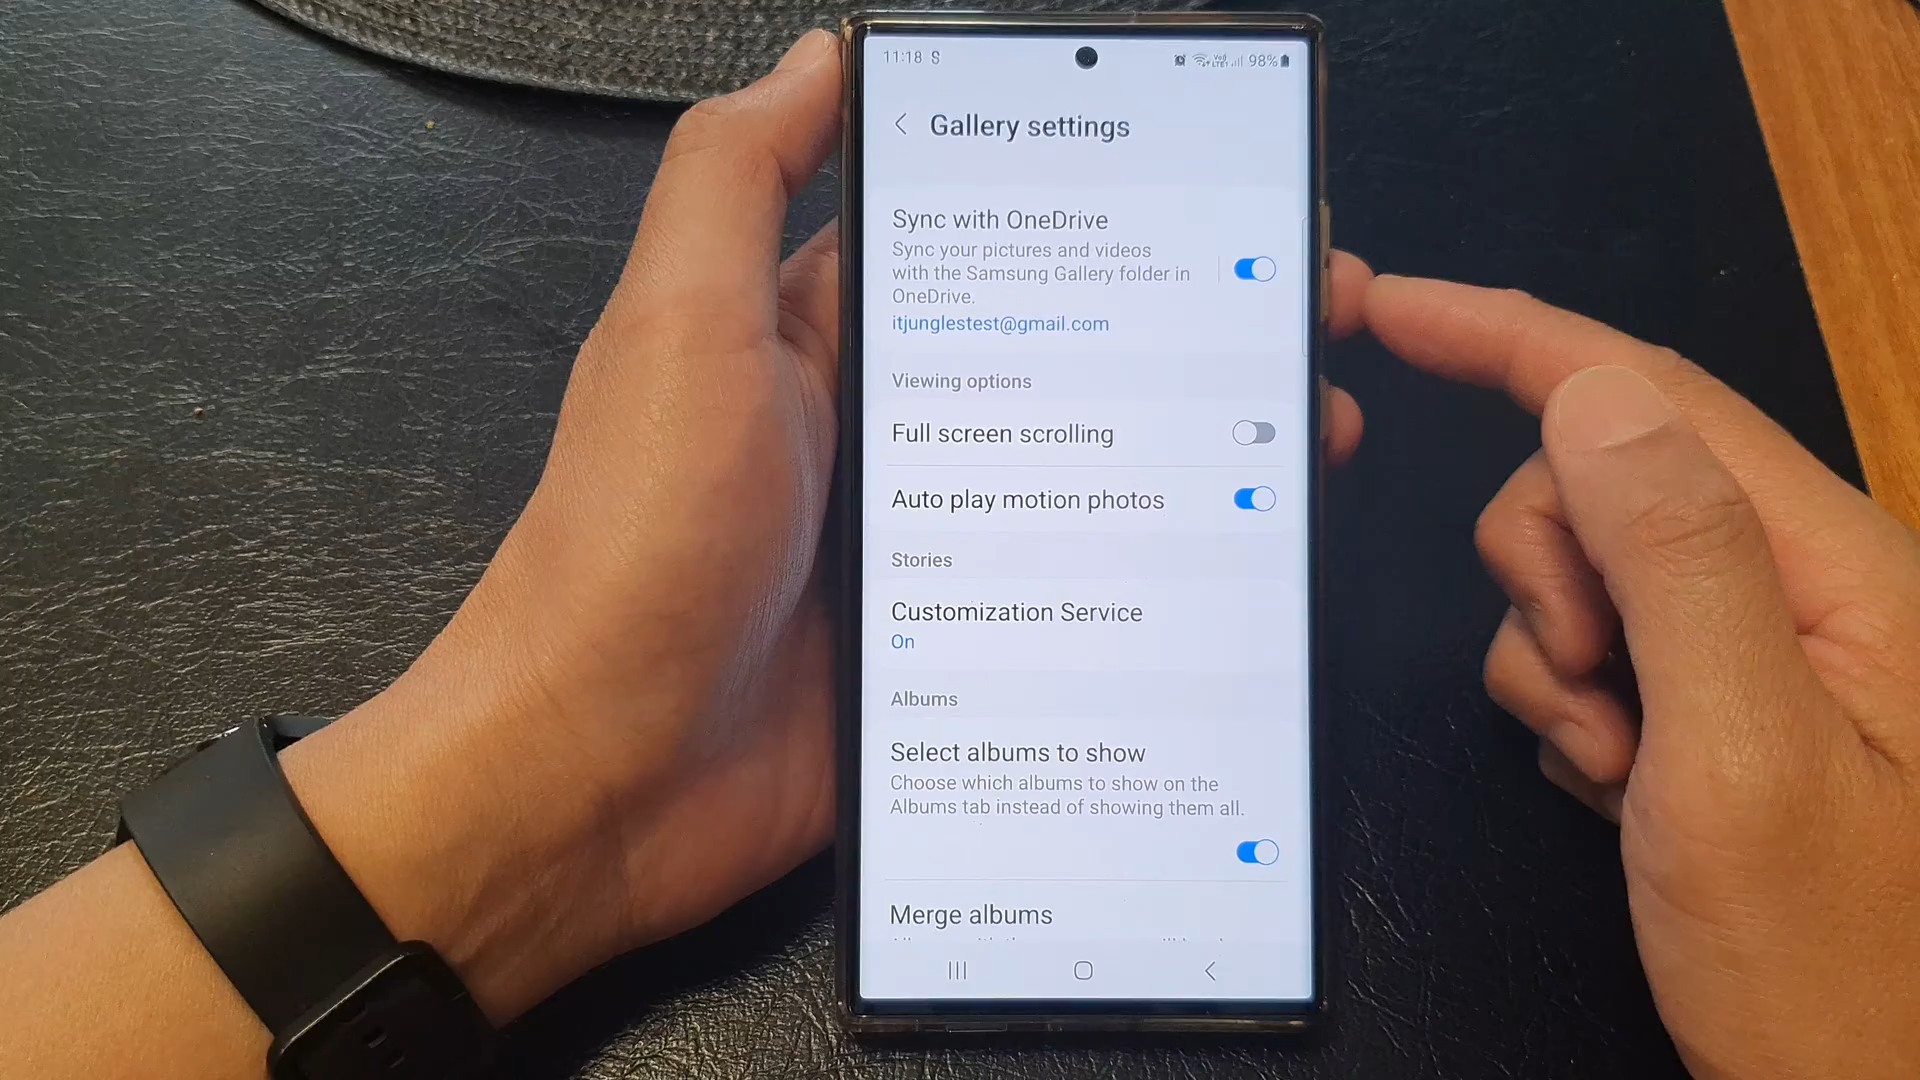 11:18 S
98%
Gallery settings
Sync with OneDrive
Sync your pictures and videos
with the Samsung Gallery folder in
OneDrive.
itjunglestest@gmail.com
Viewing options
Full screen scrolling
Auto play motion photos
Stories
Customization Service
On
Albums
Select albums to show
Choose which albums to show on the
Albums tab instead of showing them all.
Merge albums